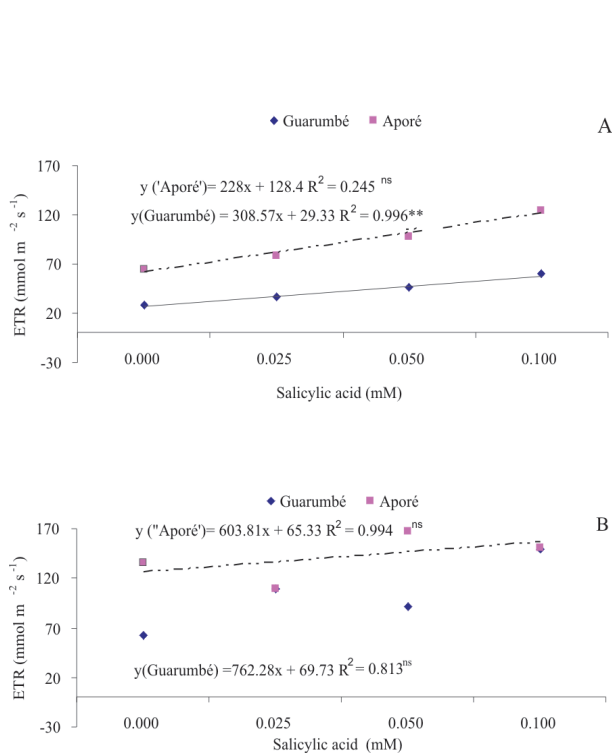 Guarumbé Aporé
A
y ('Aporé')= 228x + 128.4 R² = 0.245 ns
y(Guarumbé) = 308.57x + 29.33 R² = 0.996**
170
120
70
20
-30
ETR (mmol m ⁻² s⁻¹)
0.000 0.025 0.050 0.100
Salicylic acid (mM)
Guarumbé Aporé
B
y ("Aporé')= 603.81x + 65.33 R² = 0.994 ns
170
120
70
20
-30
ETR (mmol m ⁻² s⁻¹)
y(Guarumbé) =762.28x + 69.73 R² = 0.813ns
0.000 0.025 0.050 0.100
Salicylic acid (mM)